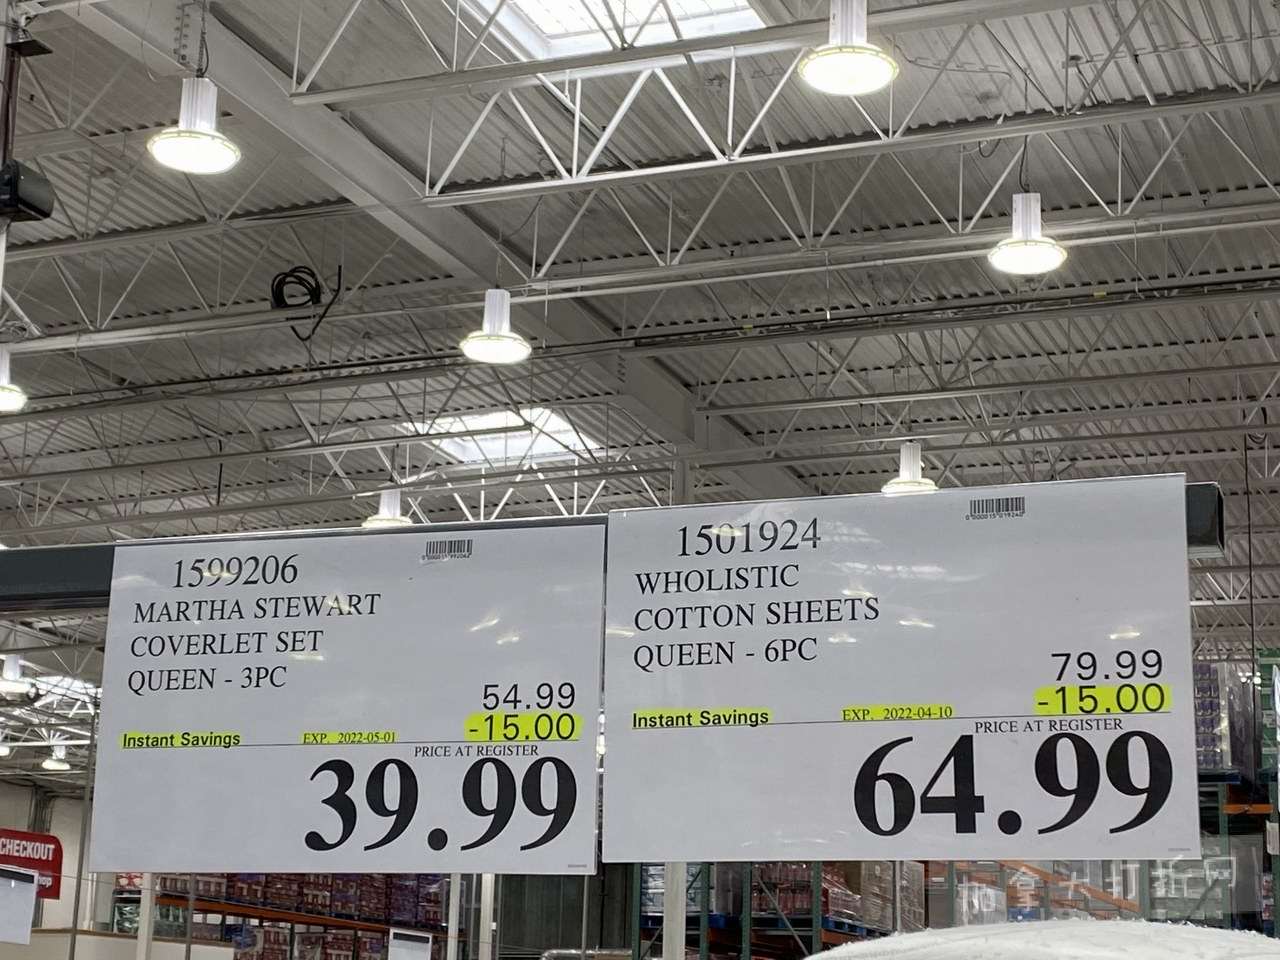 1599206
MARTHA STEWART
COVERLET SET
QUEEN - 3PC
54.99
Instant Savings EXP. 2022-05-01 -15.00
PRICE AT REGISTER
39.99
1501924
WHOLISTIC
COTTON SHEETS
QUEEN - 6PC
79.99
Instant Savings EXP. 2022-04-10 -15.00
PRICE AT REGISTER
64.99
CHECKOUT
加拿大打折网